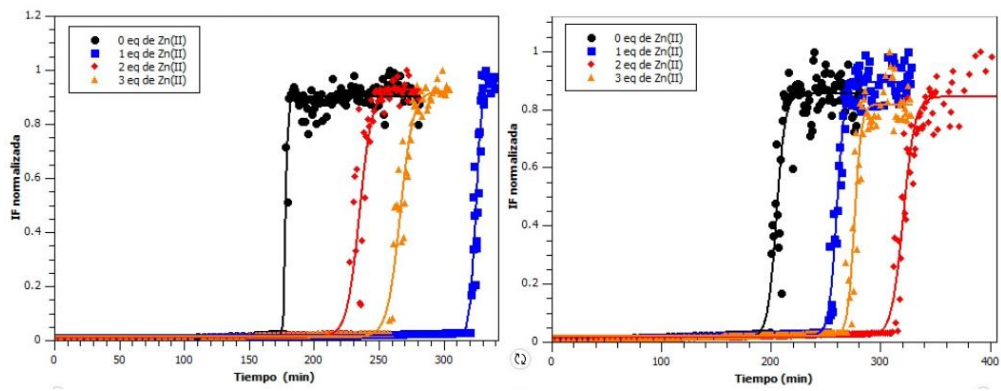 1.2
1
0.8
0.6
0.4
0.2
0
IF normalizada
0 eq de Zn(II)
1 eq de Zn(II)
2 eq de Zn(II)
3 eq de Zn(II)
0 50 100 150 200 250 300
Tiempo (min)
1
0.8
0.6
0.4
0.2
0
IF normalizada
0 eq de Zn(II)
1 eq de Zn(II)
2 eq de Zn(II)
3 eq de Zn(II)
0 100 200 300 400
Tiempo (min)